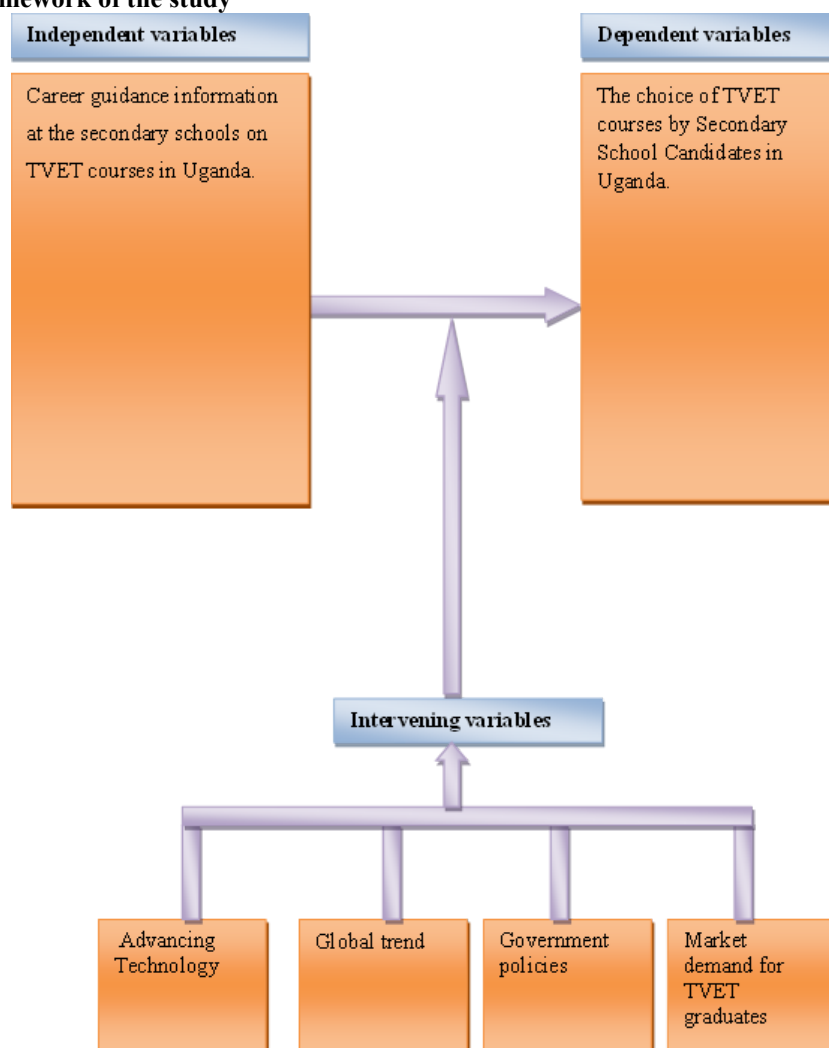 framework of the study
Independent variables
Dependent variables
Career guidance information
at the secondary schools on
TVET courses in Uganda.
The choice of TVET
courses by Secondary
School Candidates in
Uganda.
Intervening variables
Advancing
Technology
Global trend
Government
policies
Market
demand for
TVET
graduates